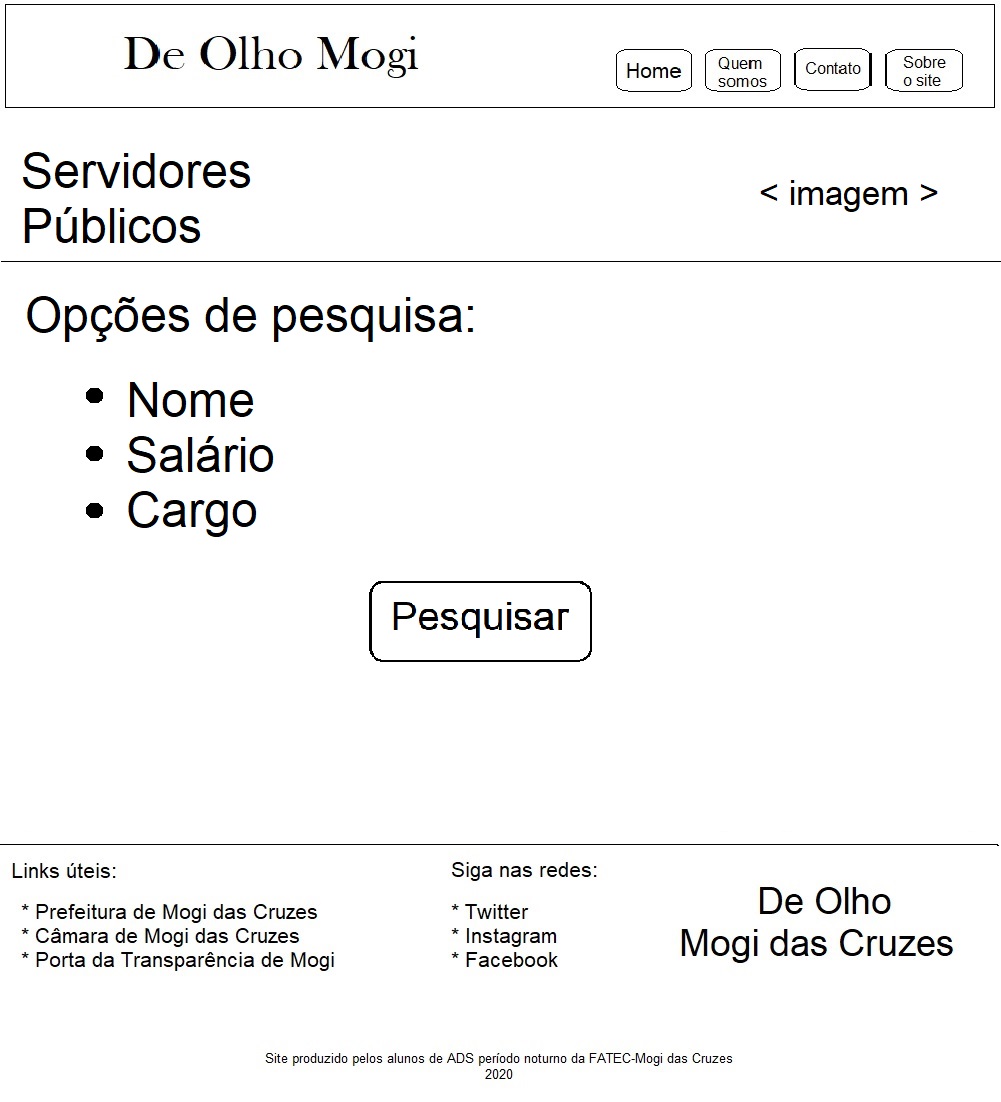 De Olho Mogi
Home
Quem
somos
Contato
Sobre
o site
Servidores
Públicos
< imagem >
Opções de pesquisa:
• Nome
• Salário
• Cargo
Pesquisar
Links úteis:
* Prefeitura de Mogi das Cruzes
* Câmara de Mogi das Cruzes
* Porta da Transparência de Mogi
Siga nas redes:
* Twitter
* Instagram
* Facebook
De Olho
Mogi das Cruzes
Site produzido pelos alunos de ADS período noturno da FATEC-Mogi das Cruzes
2020